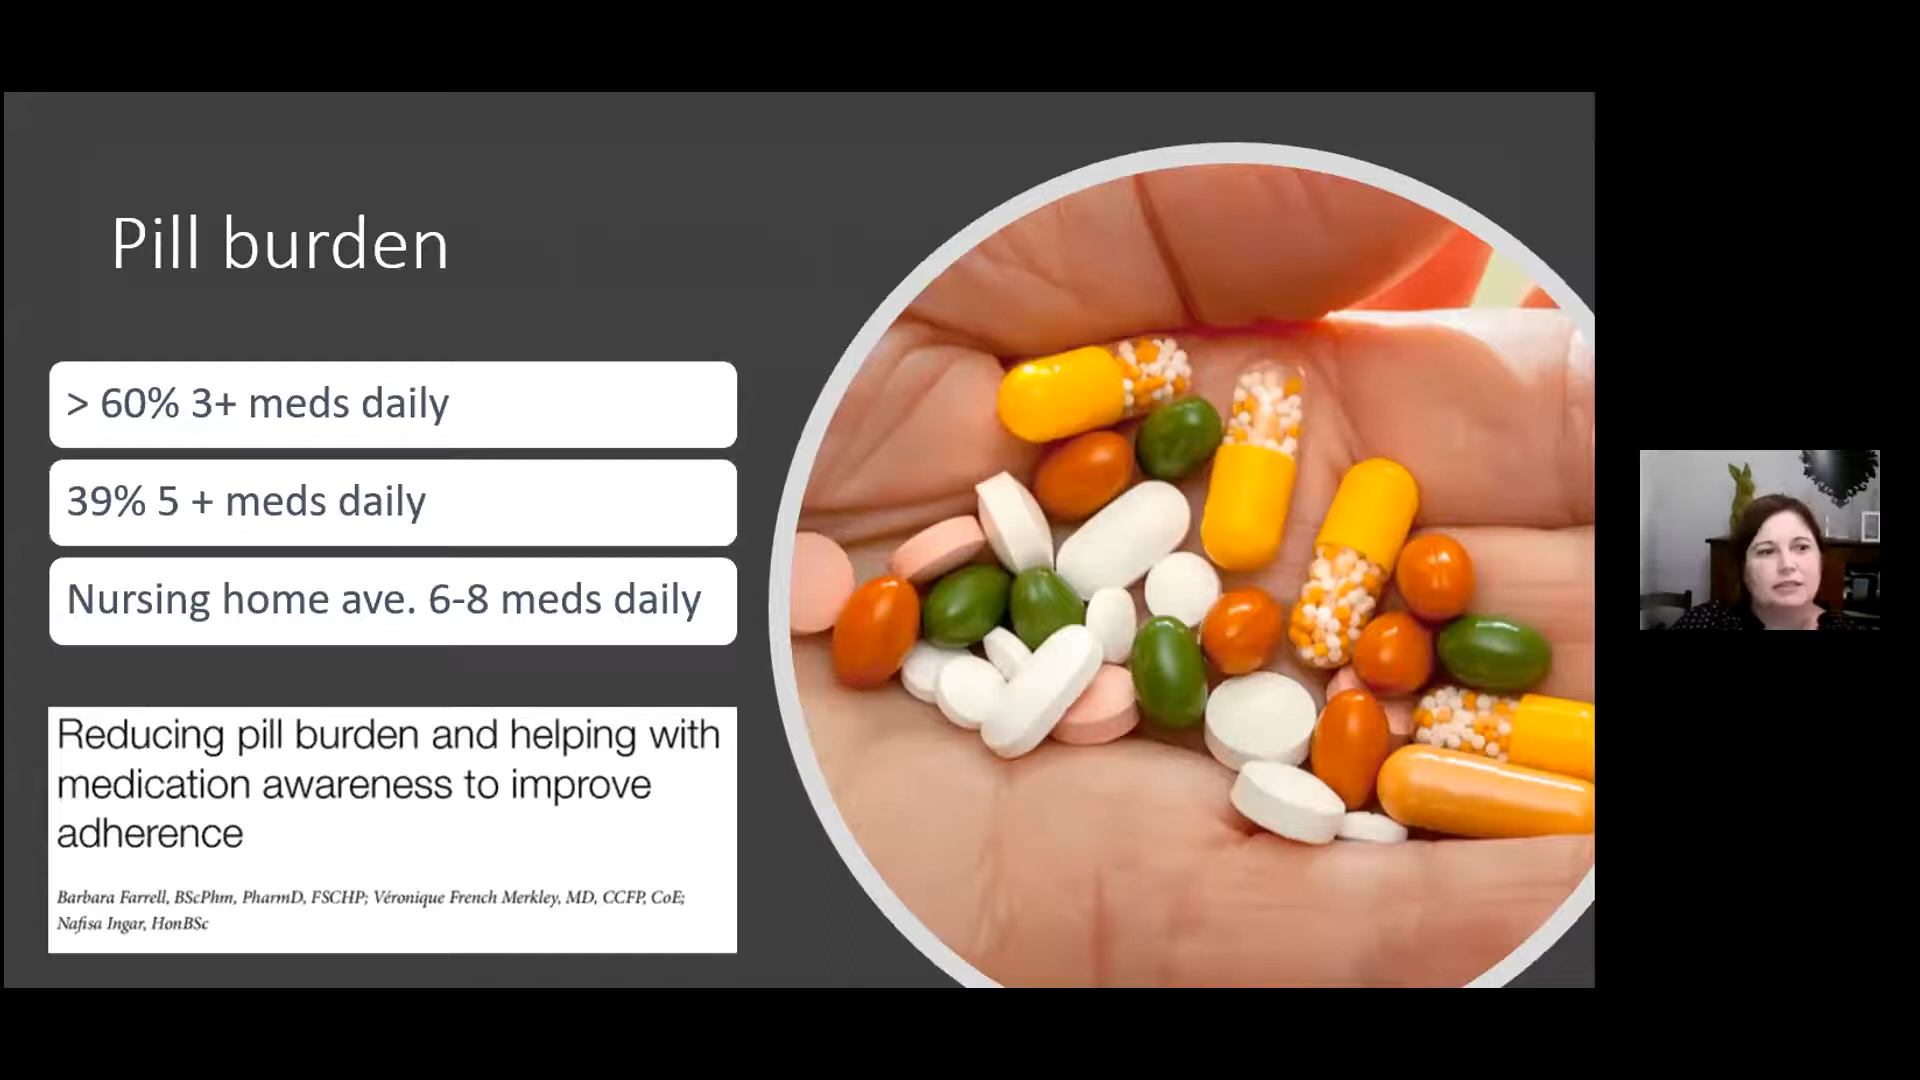 Pill burden
> 60% 3+ meds daily
39% 5 + meds daily
Nursing home ave. 6-8 meds daily
Reducing pill burden and helping with
medication awareness to improve
adherence
Barbara Farrell, BScPhm, PharmD, FSCHP; Véronique French Merkley, MD, CCFP, CoE;
Nafisa Ingar, HonBSc